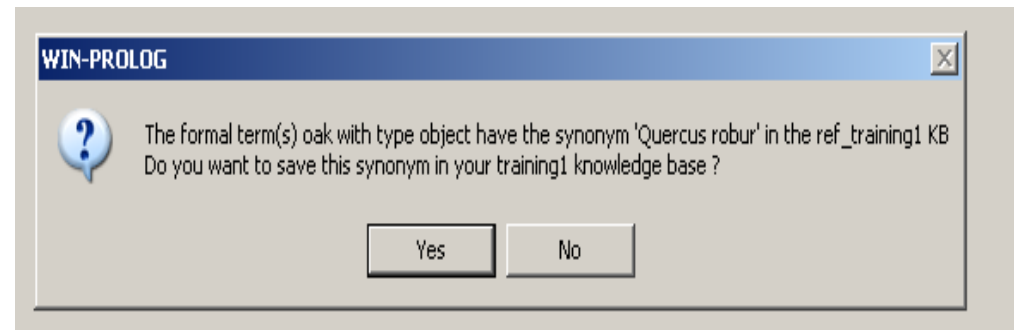 WIN-PROLOG
The formal term(s) oak with type object have the synonym 'Quercus robur' in the ref_training1 KB
Do you want to save this synonym in your training1 knowledge base ?
Yes No